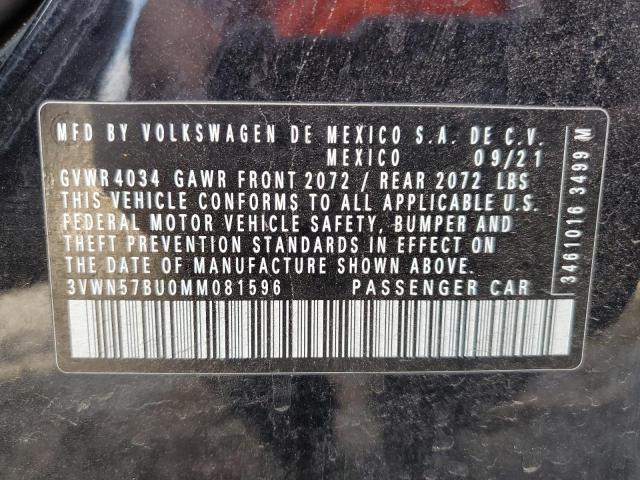 MFD BY VOLKSWAGEN DE MEXICO S.A. DE C.V.
MEXICO 09/21
GVWR 4034 GAWR FRONT 2072 / REAR 2072 LBS
THIS VEHICLE CONFORMS TO ALL APPLICABLE U.S.
FEDERAL MOTOR VEHICLE SAFETY, BUMPER AND
THEFT PREVENTION STANDARDS IN EFFECT ON
THE DATE OF MANUFACTURE SHOWN ABOVE.
3VWN57BU0MM081596 PASSENGER CAR
3461016 3499 M